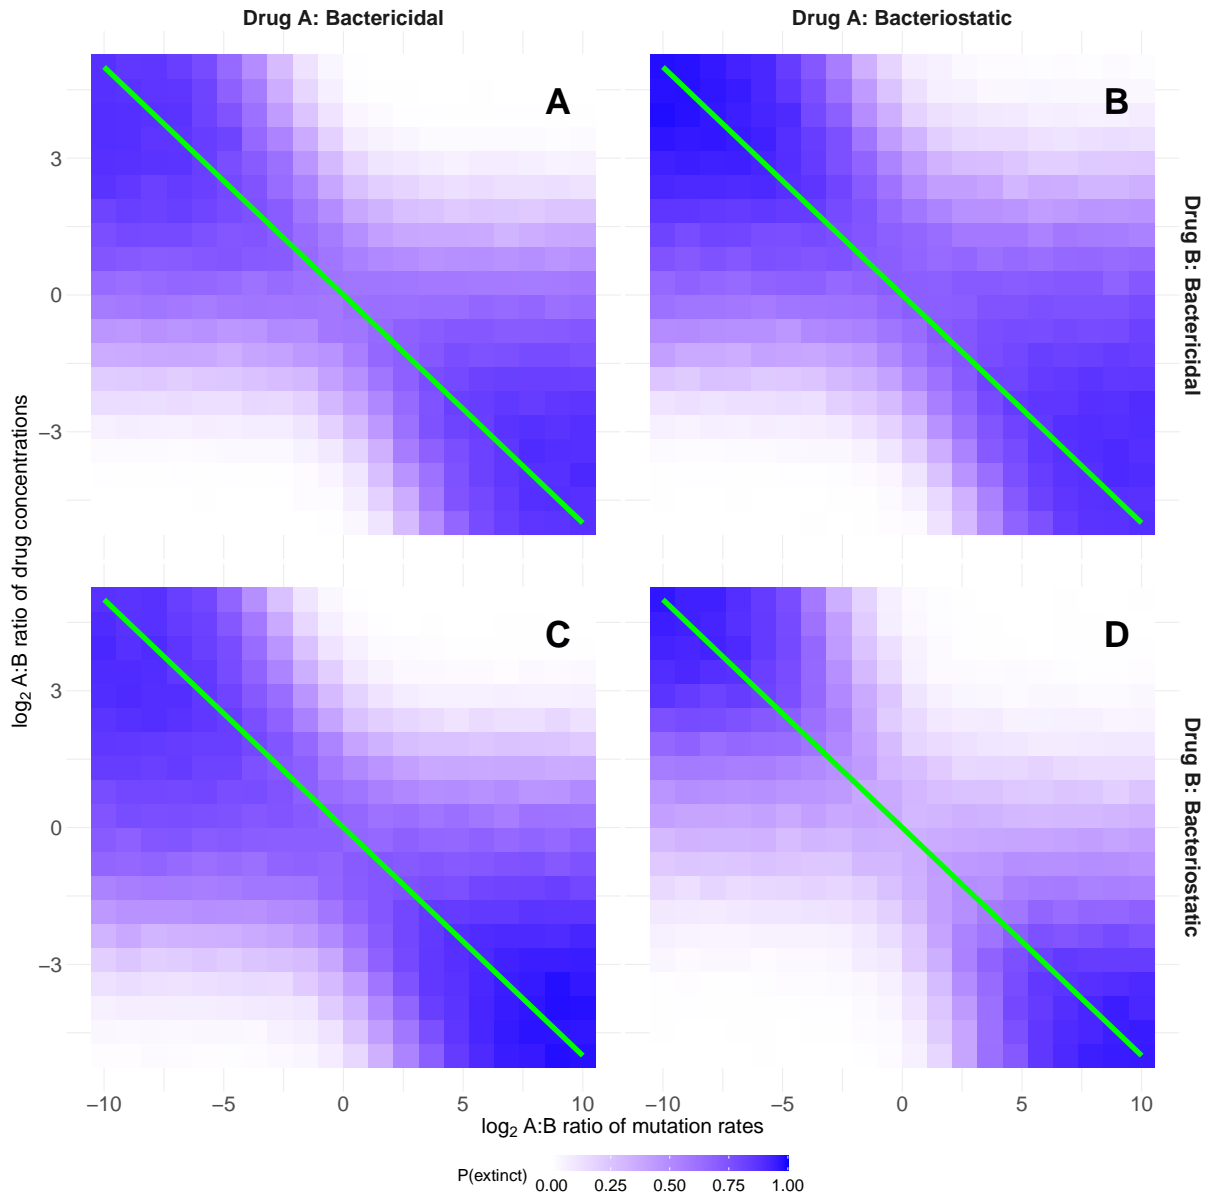 Drug A: Bactericidal
Drug A: Bacteriostatic
A
B
3
0
−3
Drug B: Bactericidal
log2 A:B ratio of drug concentrations
C
D
3
0
−3
Drug B: Bacteriostatic
−10 −5 0 5 10
−10 −5 0 5 10
log2 A:B ratio of mutation rates
P(extinct)
0.00 0.25 0.50 0.75 1.00